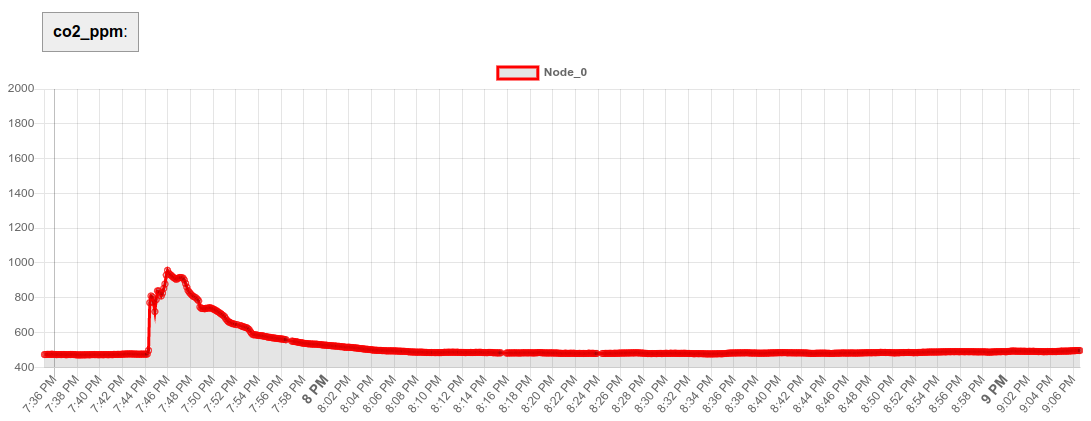 co2_ppm:
Node_0
2000
1800
1600
1400
1200
1000
800
600
400
7:36 PM
7:38 PM
7:40 PM
7:42 PM
7:44 PM
7:46 PM
7:48 PM
7:50 PM
7:52 PM
7:54 PM
7:56 PM
7:58 PM
8 PM
8:02 PM
8:04 PM
8:06 PM
8:08 PM
8:10 PM
8:12 PM
8:14 PM
8:16 PM
8:18 PM
8:20 PM
8:22 PM
8:24 PM
8:26 PM
8:28 PM
8:30 PM
8:32 PM
8:34 PM
8:36 PM
8:38 PM
8:40 PM
8:42 PM
8:44 PM
8:46 PM
8:48 PM
8:50 PM
8:52 PM
8:54 PM
8:56 PM
8:58 PM
9 PM
9:02 PM
9:04 PM
9:06 PM